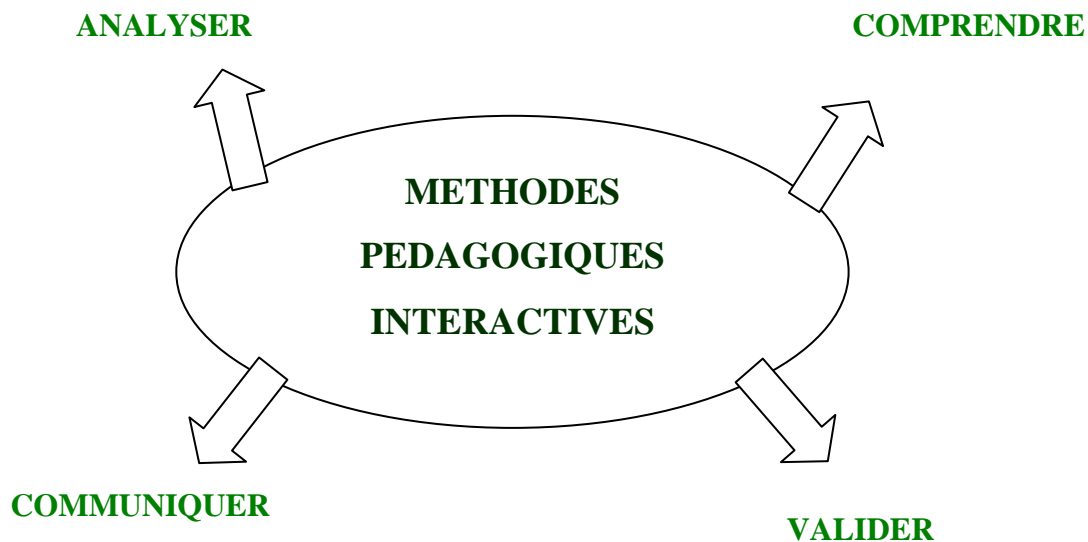 ANALYSER
COMPRENDRE
METHODES
PEDAGOGIQUES
INTERACTIVES
COMMUNIQUER
VALIDER